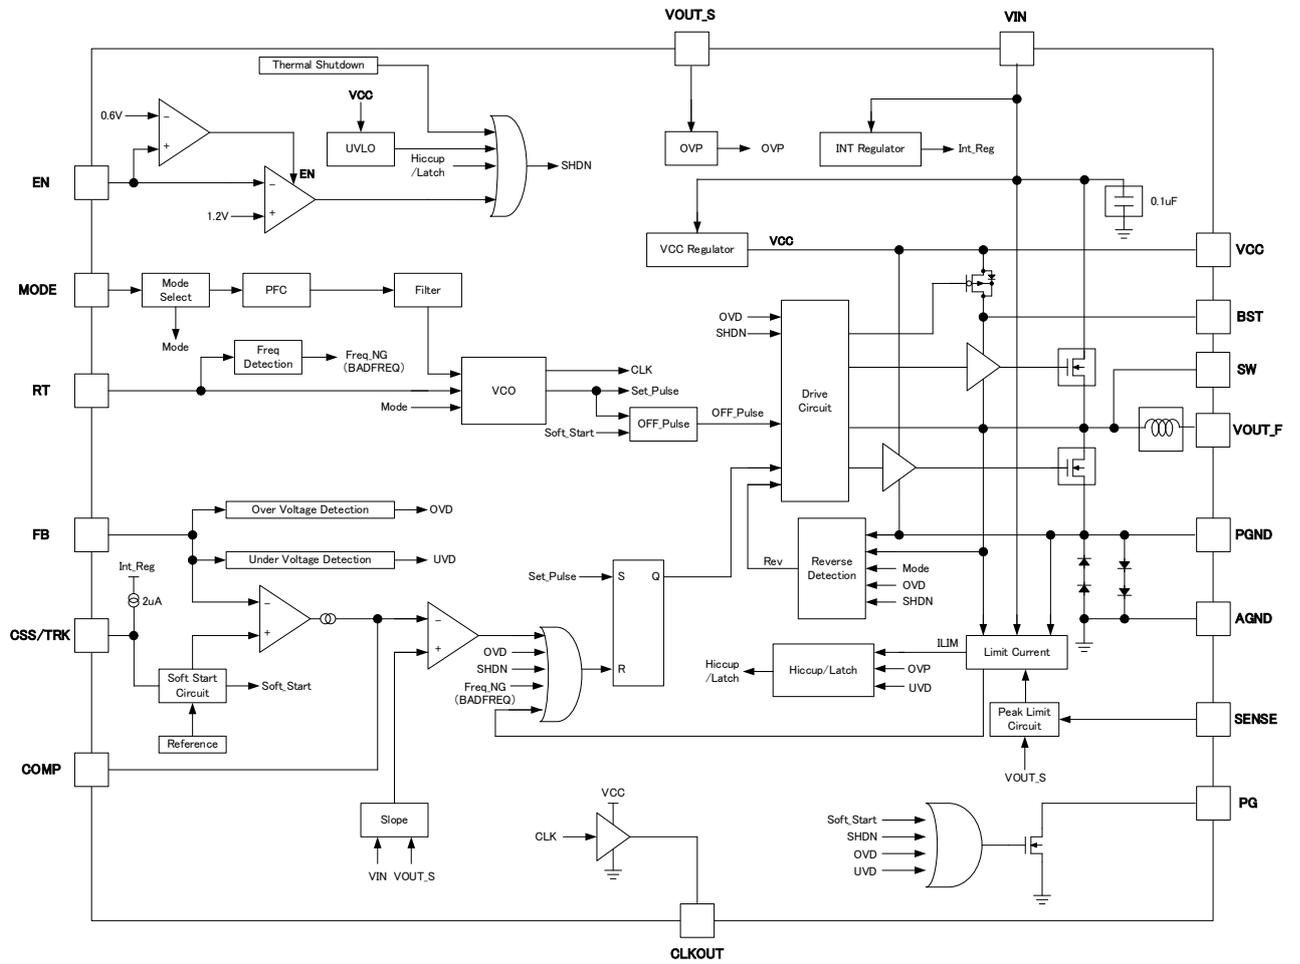 VOUT_S
VIN
Thermal Shutdown
VCC
0.6V
−
+
UVLO
Hiccup
/Latch
SHDN
OVP
OVP
INT Regulator
Int_Reg
EN
EN
−
+
1.2V
0.1uF
VCC Regulator
VCC
VCC
MODE
Mode
Select
PFC
Filter
Mode
OVD
SHDN
BST
Freq
Detection
Freq_NG
(BADFREQ)
RT
VCO
CLK
Set_Pulse
Mode
Soft_Start
OFF_Pulse
OFF_Pulse
Drive
Circuit
SW
VOUT_F
FB
Over Voltage Detection
OVD
Under Voltage Detection
UVD
PGND
Int_Reg
2uA
Set_Pulse
S
Q
R
Rev
Reverse
Detection
Mode
OVD
SHDN
CSS/TRK
−
+
−
+
AGND
OVD
SHDN
Freq_NG
(BADFREQ)
Soft Start
Circuit
Soft_Start
Reference
Hiccup
/Latch
Hiccup/Latch
ILIM
OVP
UVD
Limit Current
Peak Limit
Circuit
SENSE
VOUT_S
COMP
Slope
VIN
VOUT_S
VCC
CLK
Soft_Start
SHDN
OVD
UVD
PG
CLKOUT